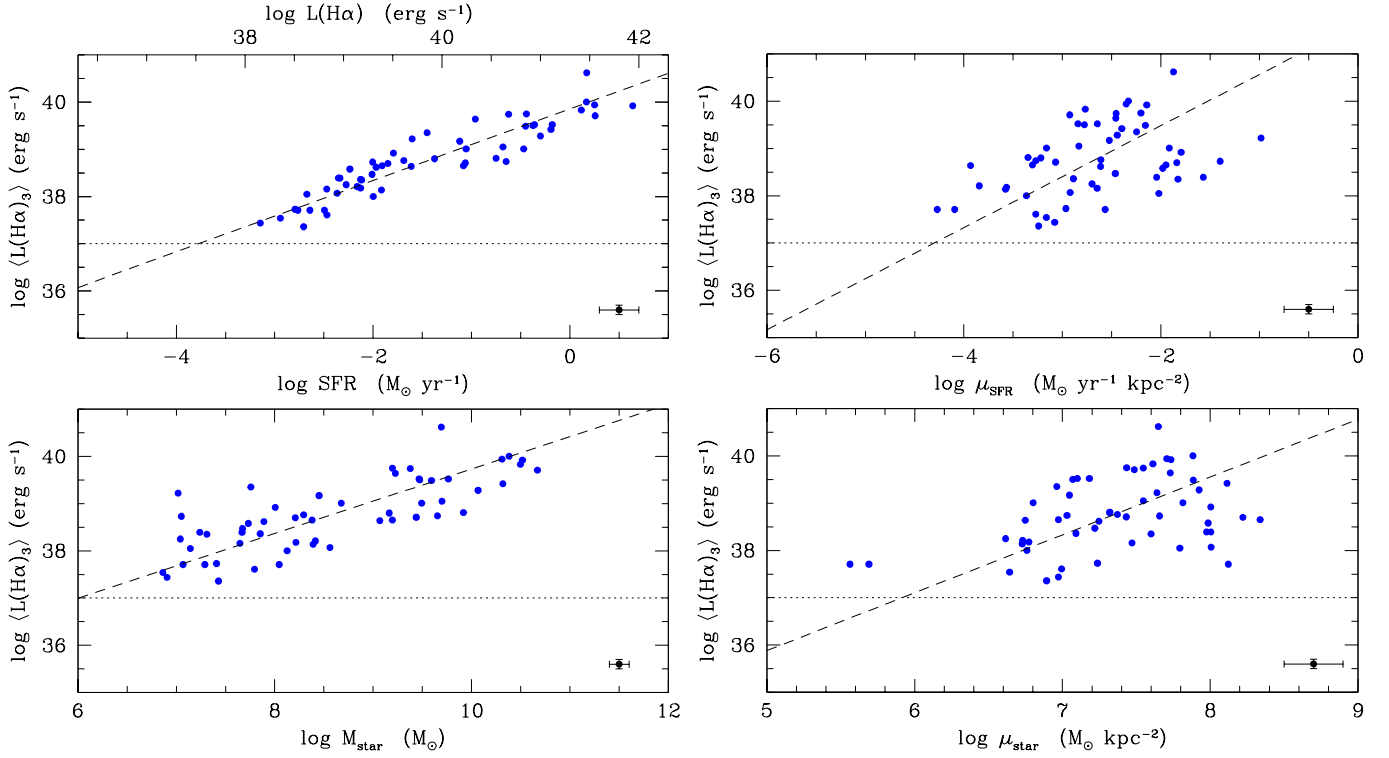 log L(Hα) (erg s⁻¹)
38 40 42
log ⟨L(Hα)₃⟩ (erg s⁻¹)
40
38
36
−4 −2 0
log SFR (M⊙ yr⁻¹)
log ⟨L(Hα)₃⟩ (erg s⁻¹)
40
38
36
−6 −4 −2 0
log μSFR (M⊙ yr⁻¹ kpc⁻²)
log ⟨L(Hα)₃⟩ (erg s⁻¹)
40
38
36
6 8 10 12
log Mstar (M⊙)
log ⟨L(Hα)₃⟩ (erg s⁻¹)
40
38
36
5 6 7 8 9
log μstar (M⊙ kpc⁻²)